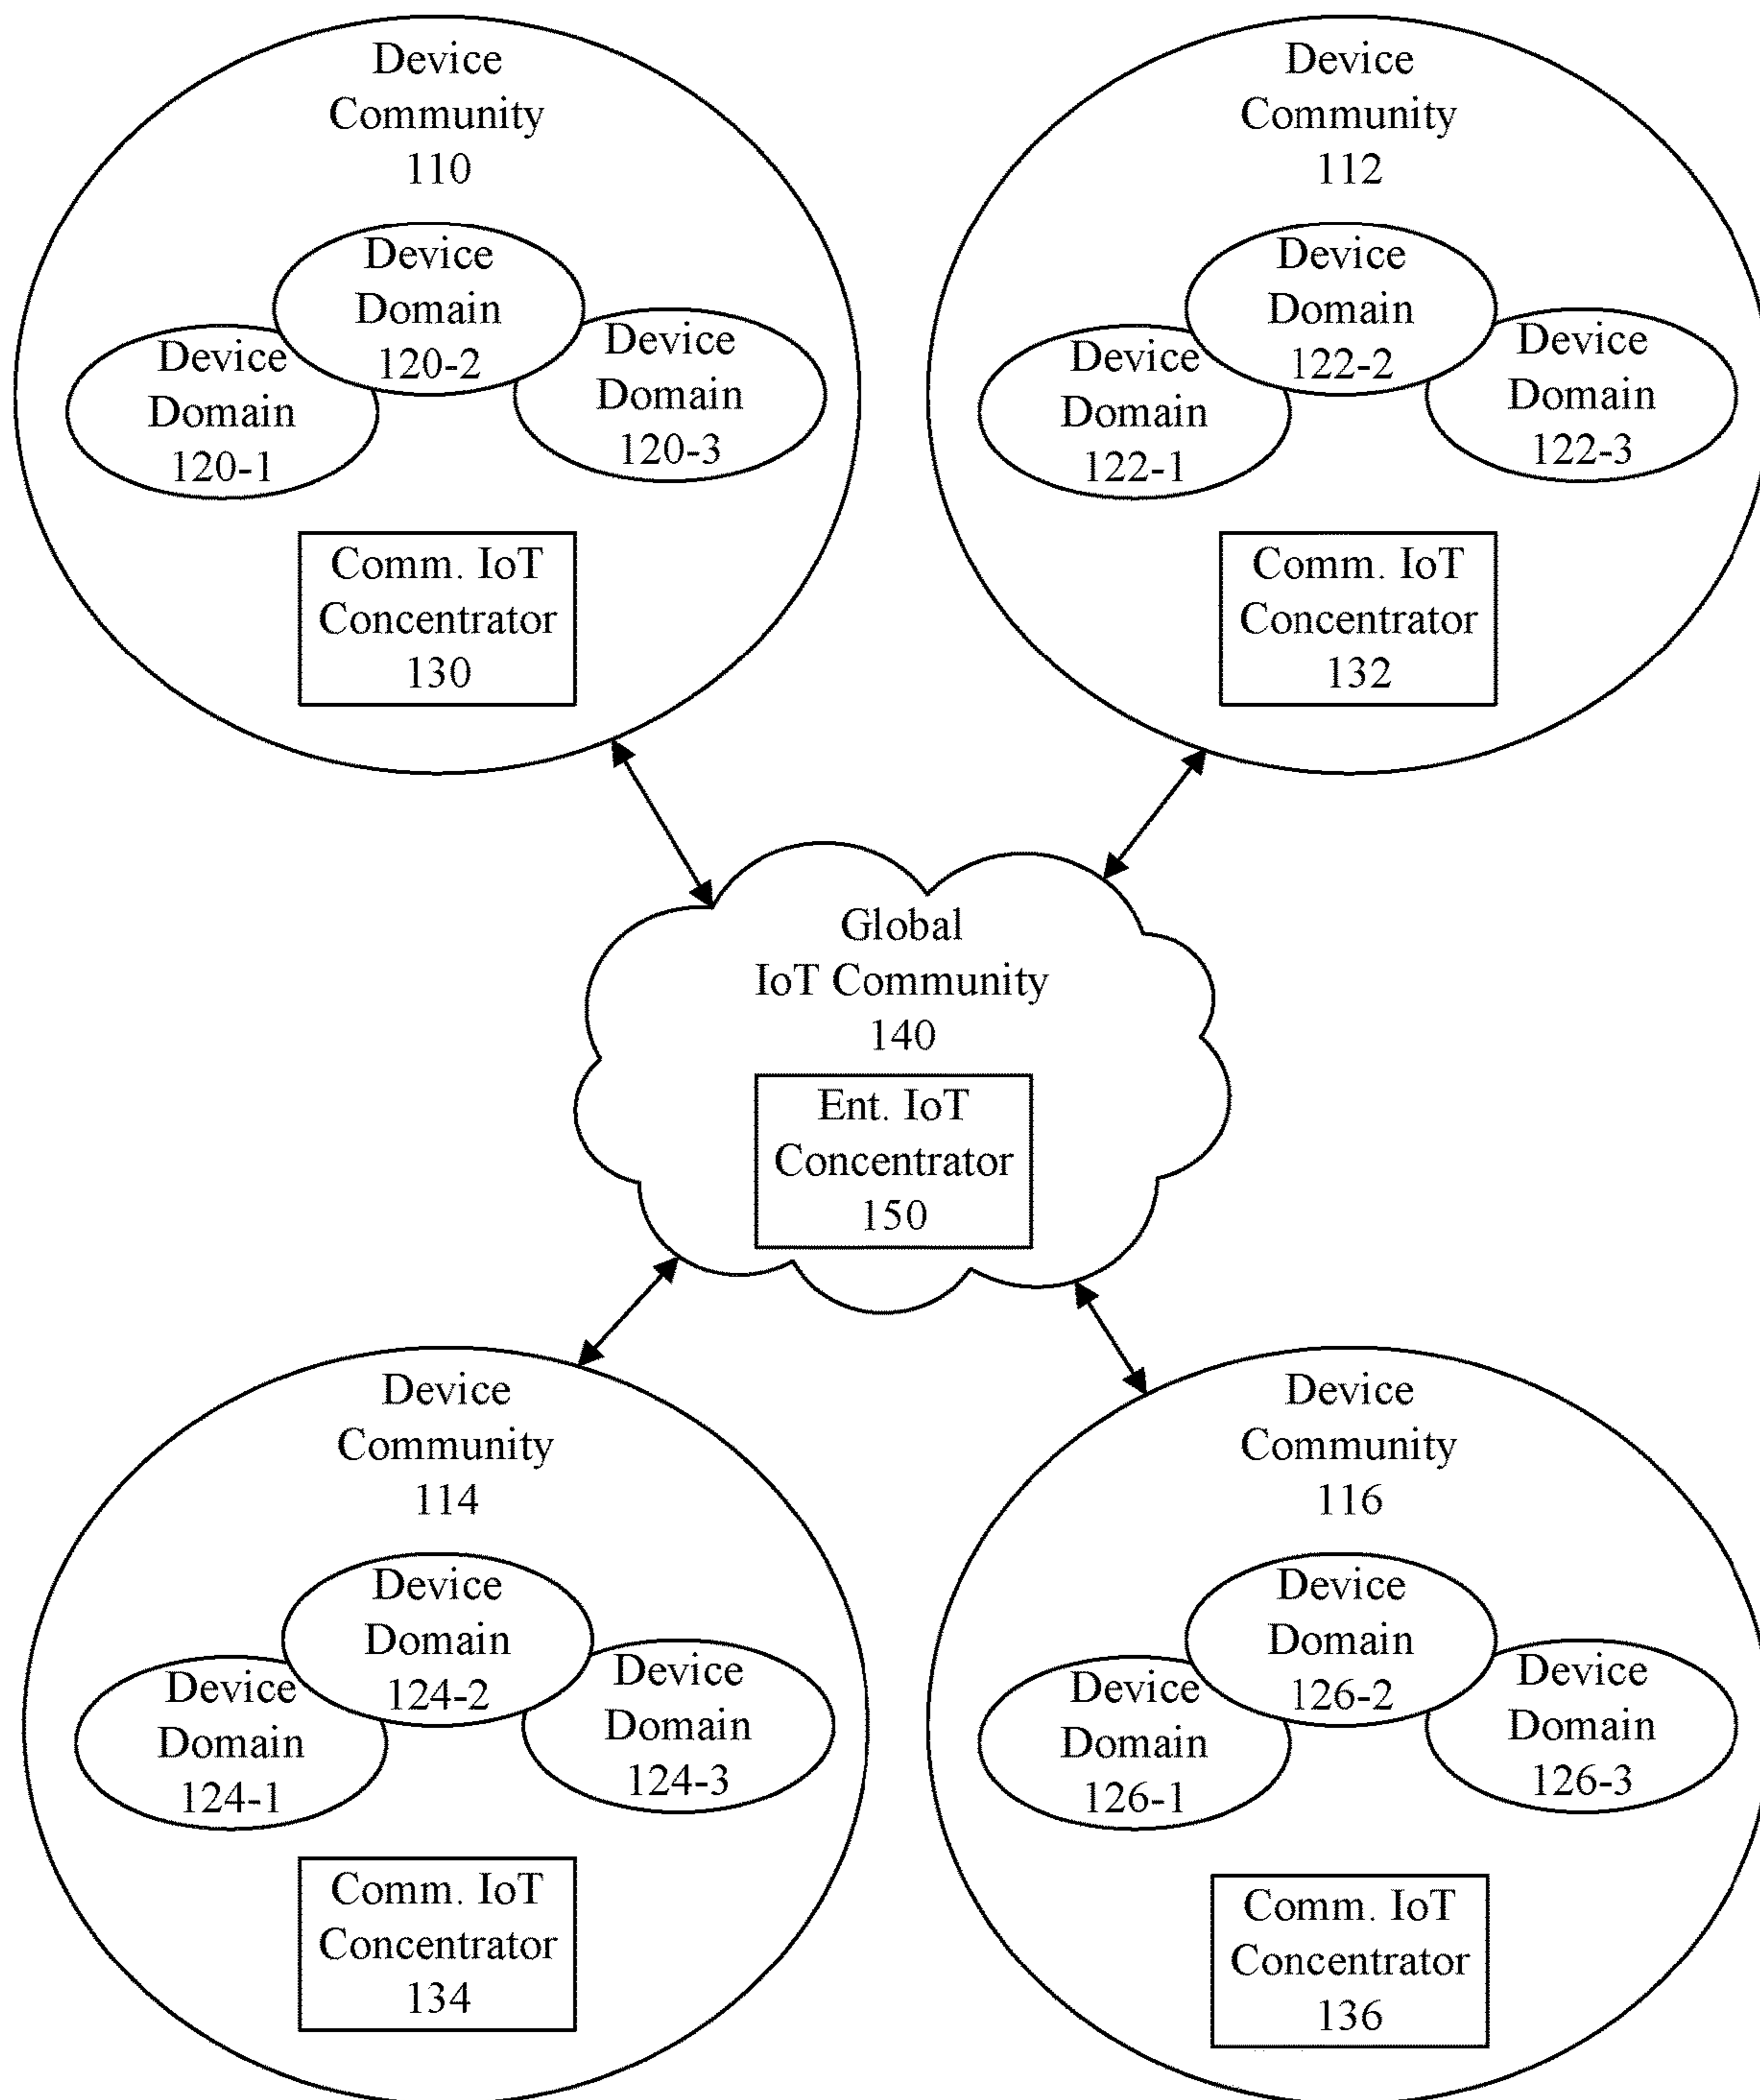 Device
Community
110
Device
Domain
120-2
Device
Domain
120-1
Device
Domain
120-3
Comm. IoT
Concentrator
130
Device
Community
112
Device
Domain
122-2
Device
Domain
122-1
Device
Domain
122-3
Comm. IoT
Concentrator
132
Global
IoT Community
140
Ent. IoT
Concentrator
150
Device
Community
114
Device
Domain
124-2
Device
Domain
124-1
Device
Domain
124-3
Comm. IoT
Concentrator
134
Device
Community
116
Device
Domain
126-2
Device
Domain
126-1
Device
Domain
126-3
Comm. IoT
Concentrator
136